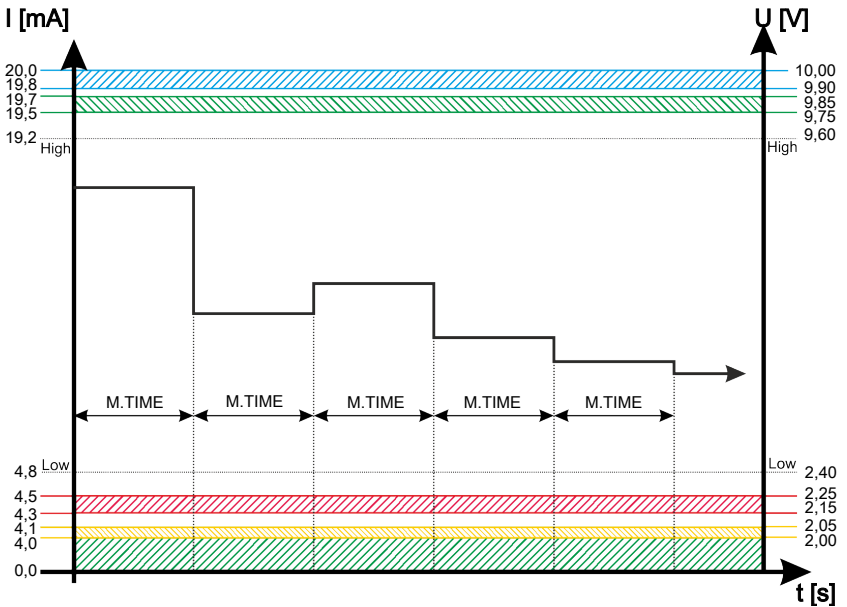 I [mA]
U [V]
20,0
10,00
19,8
9,90
19,7
9,85
19,5
9,75
19,2
9,60
High
High
M.TIME
M.TIME
M.TIME
M.TIME
M.TIME
Low
Low
4,8
2,40
4,5
2,25
4,3
2,15
4,1
2,05
4,0
2,00
0,0
t [s]